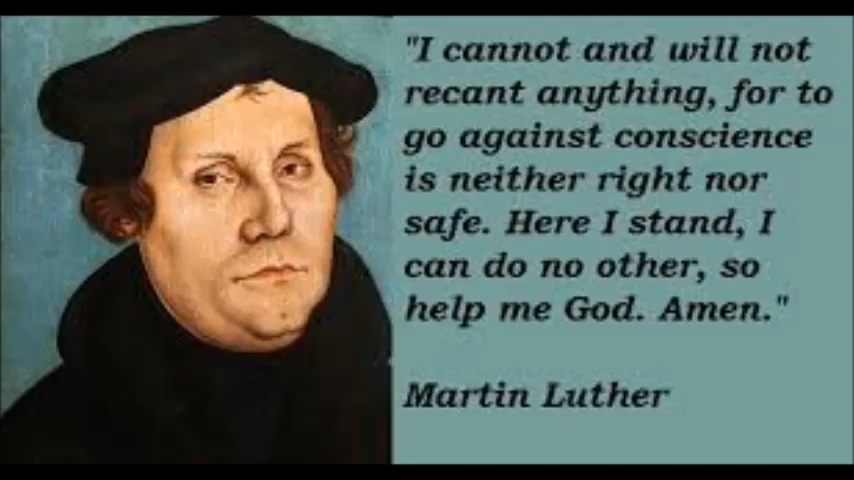 "I cannot and will not
recant anything, for to
go against conscience
is neither right nor
safe. Here I stand, I
can do no other, so
help me God. Amen."
Martin Luther